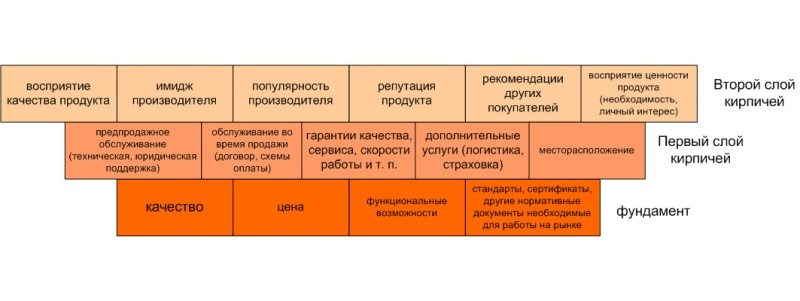 восприятие
качества продукта
имидж
производителя
популярность
производителя
репутация
продукта
рекомендации
других
покупателей
восприятие ценности
продукта
(необходимость,
личный интерес)
Второй слой
кирпичей
предпродажное
обслуживание
(техническая, юридическая
поддержка)
обслуживание во
время продажи
(договор, схемы
оплаты)
гарантии качества,
сервиса, скорости
работы и т. п.
дополнительные
услуги (логистика,
страховка)
месторасположение
Первый слой
кирпичей
качество
цена
функциональные
возможности
стандарты, сертификаты,
другие нормативные
документы необходимые
для работы на рынке
фундамент